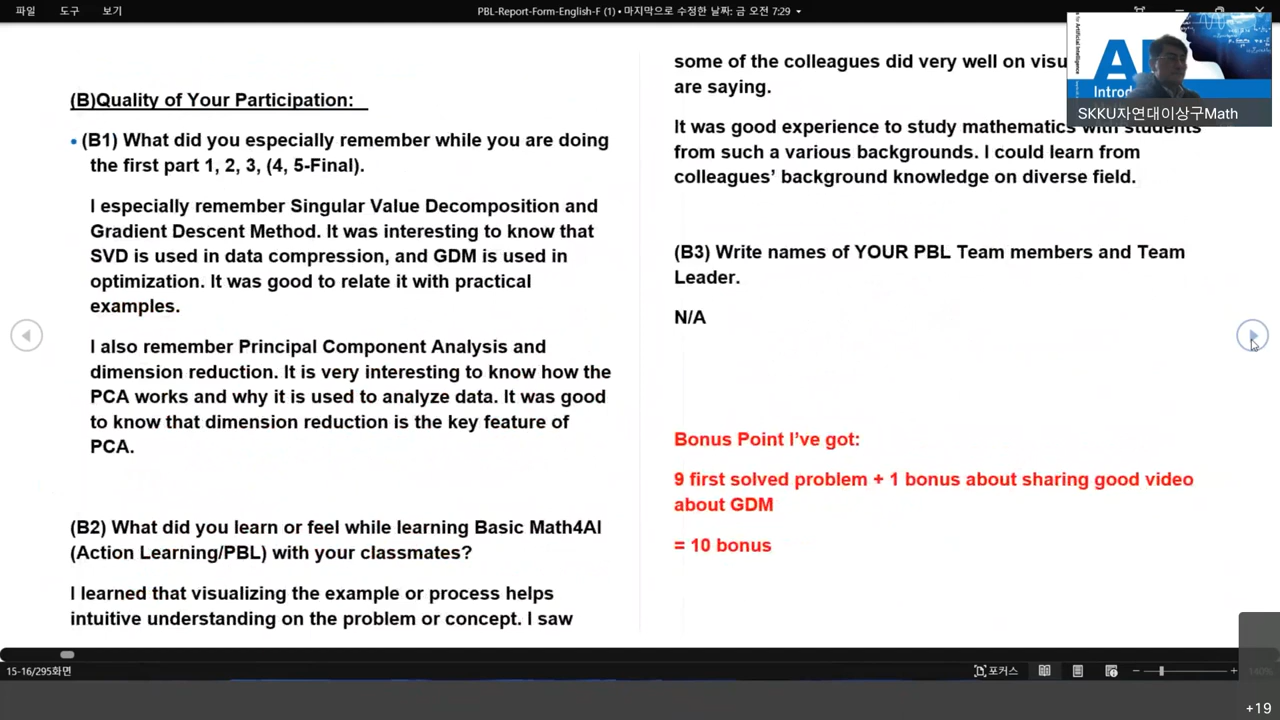 파일 도구 보기
PBL-Report-Form-English-F (1) • 마지막으로 수정한 날짜: 금 오전 7:29
(B)Quality of Your Participation:
• (B1) What did you especially remember while you are doing
the first part 1, 2, 3, (4, 5-Final).
I especially remember Singular Value Decomposition and
Gradient Descent Method. It was interesting to know that
SVD is used in data compression, and GDM is used in
optimization. It was good to relate it with practical
examples.
I also remember Principal Component Analysis and
dimension reduction. It is very interesting to know how the
PCA works and why it is used to analyze data. It was good
to know that dimension reduction is the key feature of
PCA.
(B2) What did you learn or feel while learning Basic Math4AI
(Action Learning/PBL) with your classmates?
I learned that visualizing the example or process helps
intuitive understanding on the problem or concept. I saw
some of the colleagues did very well on visu
are saying.
It was good experience to study mathematics with students
from such a various backgrounds. I could learn from
colleagues’ background knowledge on diverse field.
(B3) Write names of YOUR PBL Team members and Team
Leader.
N/A
Bonus Point I’ve got:
9 first solved problem + 1 bonus about sharing good video
about GDM
= 10 bonus
to Artificial Intelligence
Introd
SKKU자연대이상구Math
15-16/295화면
포커스
140%
+19